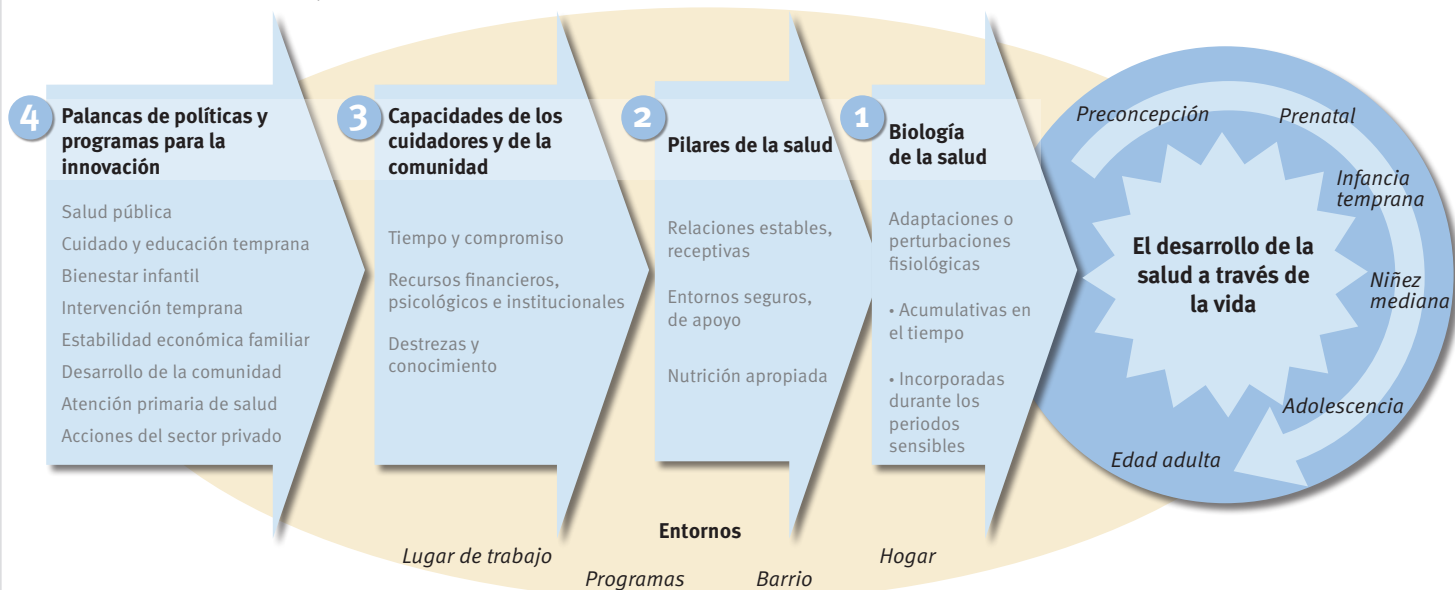 4
Palancas de políticas y
programas para la
innovación
Salud pública
Cuidado y educación temprana
Bienestar infantil
Intervención temprana
Estabilidad económica familiar
Desarrollo de la comunidad
Atención primaria de salud
Acciones del sector privado
3
Capacidades de los
cuidadores y de la
comunidad
Tiempo y compromiso
Recursos financieros,
psicológicos e institucionales
Destrezas y
conocimiento
2
Pilares de la salud
Relaciones estables,
receptivas
Entornos seguros,
de apoyo
Nutrición apropiada
1
Biología
de la salud
Adaptaciones o
perturbaciones
fisiológicas
• Acumulativas en
el tiempo
• Incorporadas
durante los
periodos
sensibles
El desarrollo de la
salud a través de
la vida
Preconcepción
Prenatal
Infancia
temprana
Niñez
mediana
Adolescencia
Edad adulta
Entornos
Lugar de trabajo
Programas
Barrio
Hogar